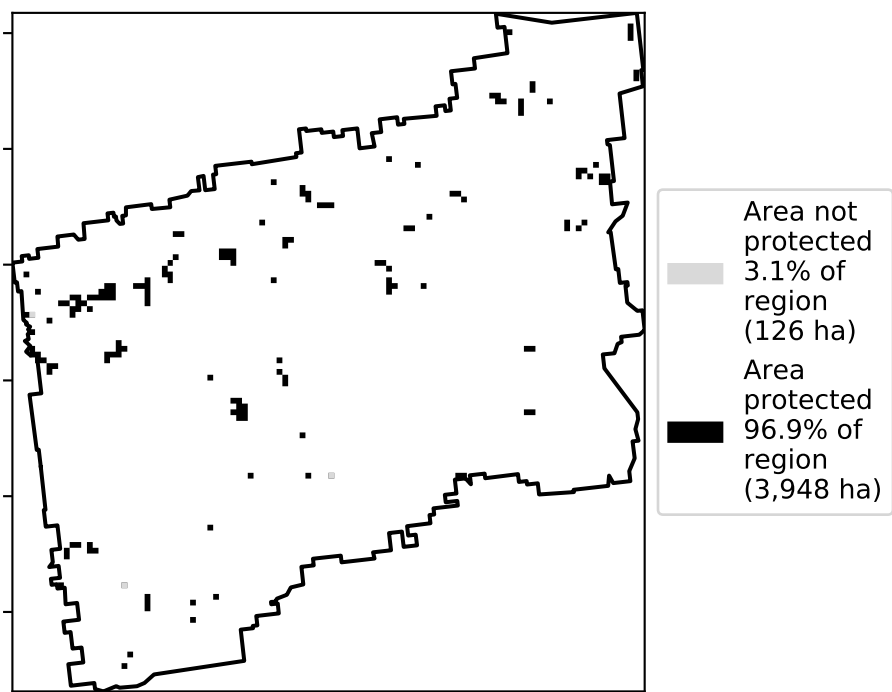 Area not
protected
3.1% of
region
(126 ha)
Area
protected
96.9% of
region
(3,948 ha)